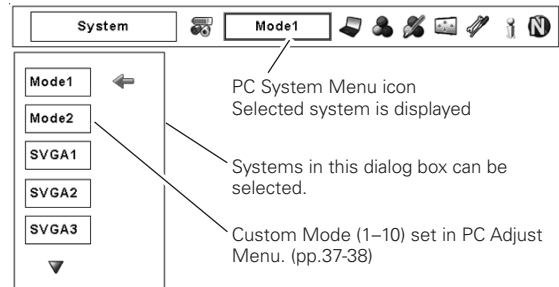 System
Mode1
Mode1
Mode2
SVGA1
SVGA2
SVGA3
PC System Menu icon
Selected system is displayed
Systems in this dialog box can be
selected.
Custom Mode (1–10) set in PC Adjust
Menu. (pp.37-38)